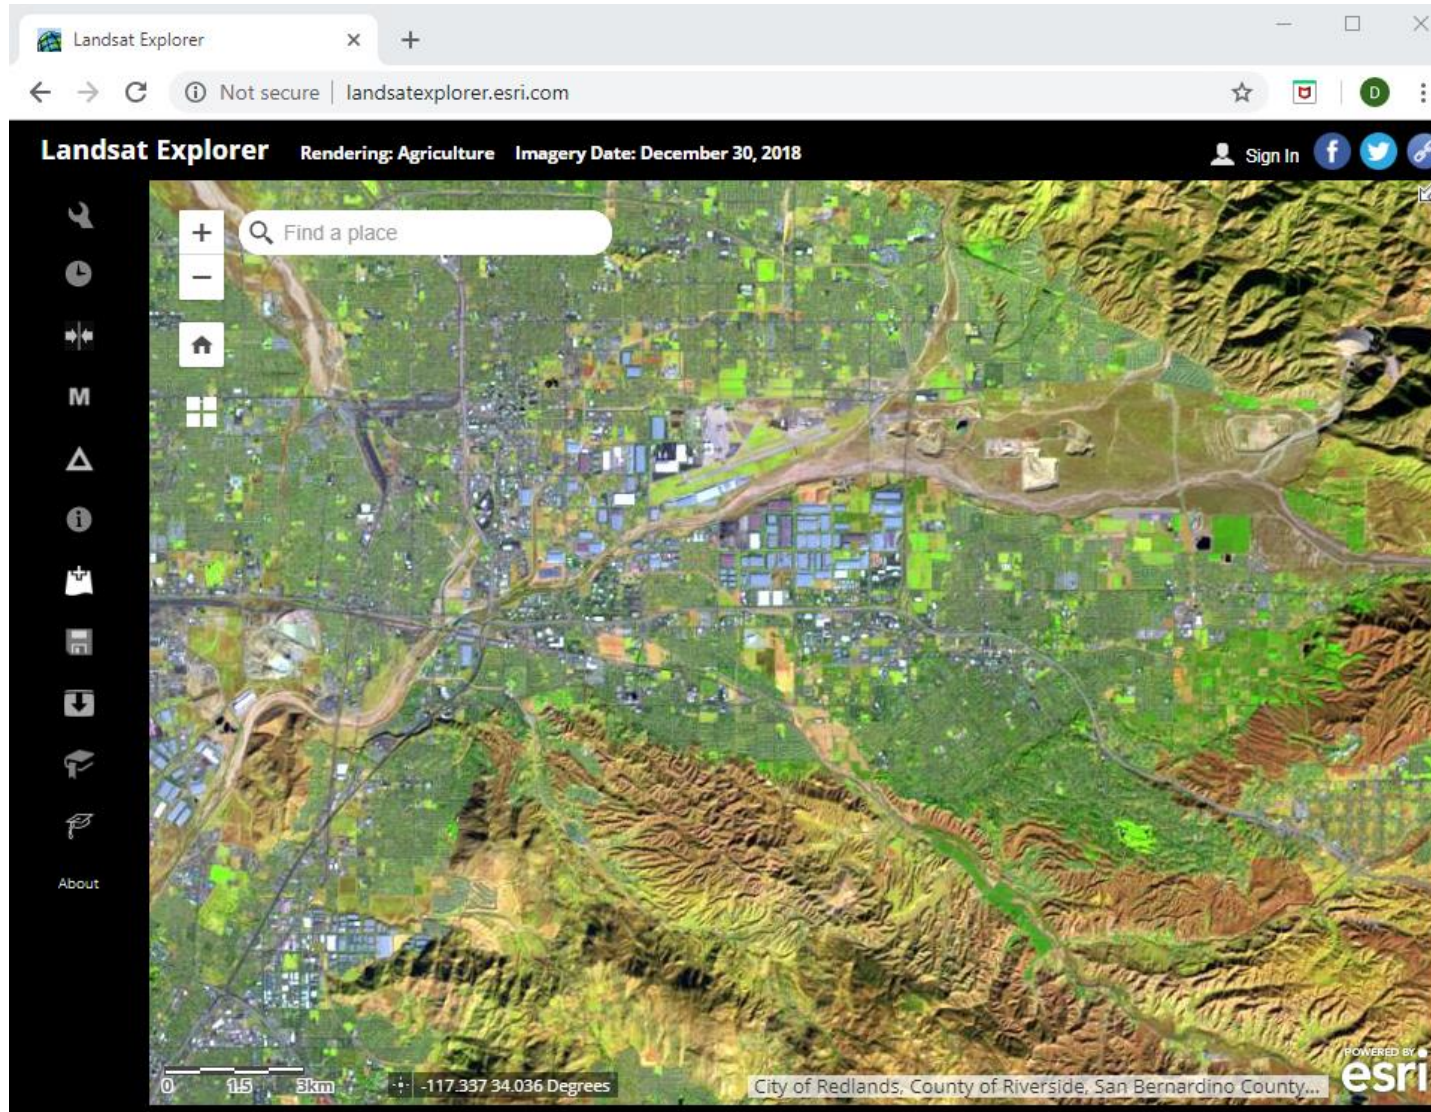 Landsat Explorer
Not secure | landsatexplorer.esri.com
D
Landsat Explorer Rendering: Agriculture Imagery Date: December 30, 2018
Sign In
Find a place
M
About
0 1.5 3km
-117.337 34.036 Degrees
City of Redlands, County of Riverside, San Bernardino County...
POWERED BY
esri